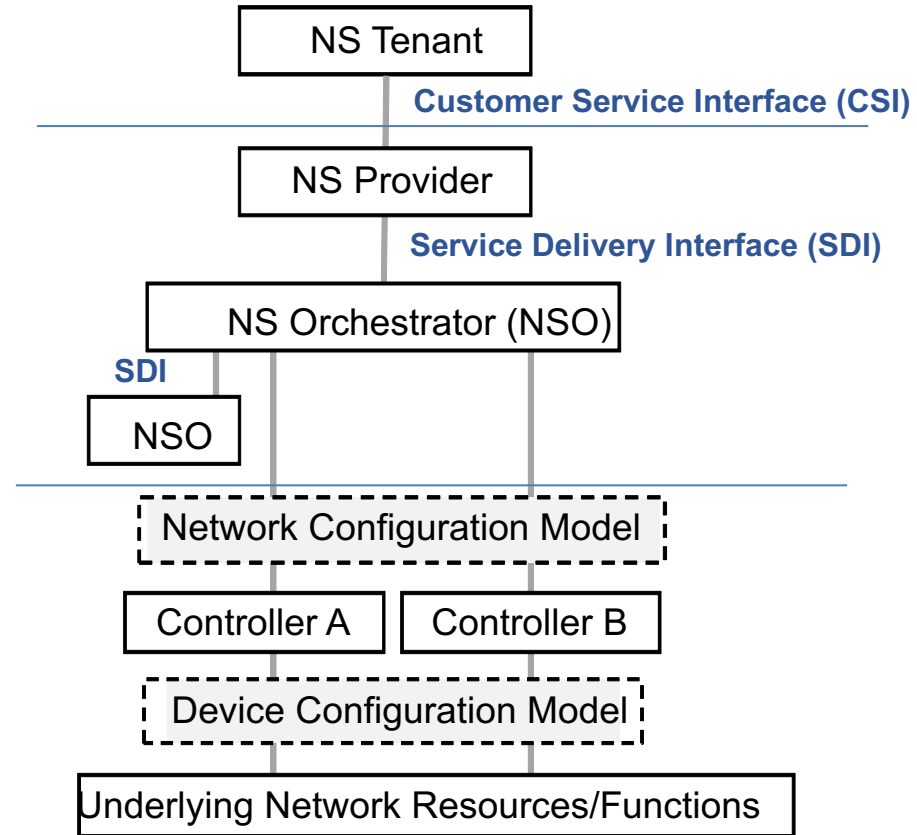 NS Tenant
Customer Service Interface (CSI)
NS Provider
Service Delivery Interface (SDI)
NS Orchestrator (NSO)
SDI
NSO
Network Configuration Model
Controller A
Controller B
Device Configuration Model
Underlying Network Resources/Functions